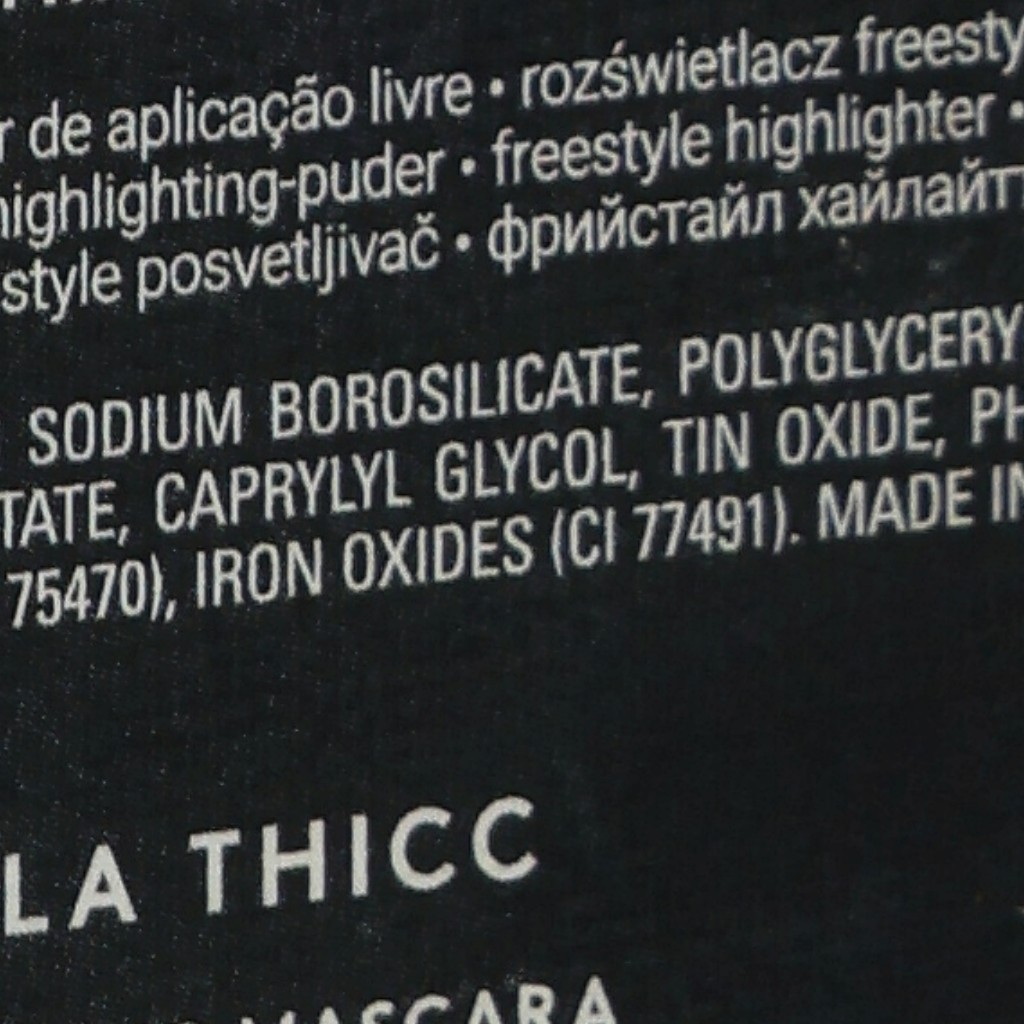 r de aplicação livre • rozświetlacz freesty
highlighting-puder • freestyle highlighter •
style posvetljivač • фрийстайл хайлайт
SODIUM BOROSILICATE, POLYGLYCERY
TATE, CAPRYLYL GLYCOL, TIN OXIDE, PH
75470), IRON OXIDES (CI 77491). MADE IN
LA THICC
MASCARA